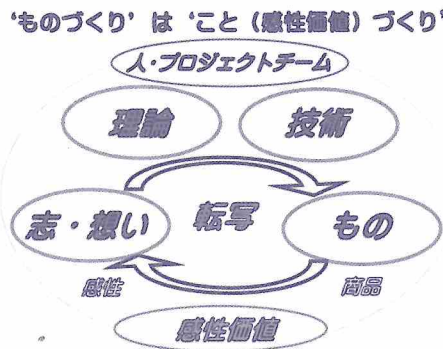 ‘ものづくり’は‘こと（感性価値）づくり’
人・プロジェクトチーム
理論 技術
志・想い 転写 もの
感性 商品
感性価値